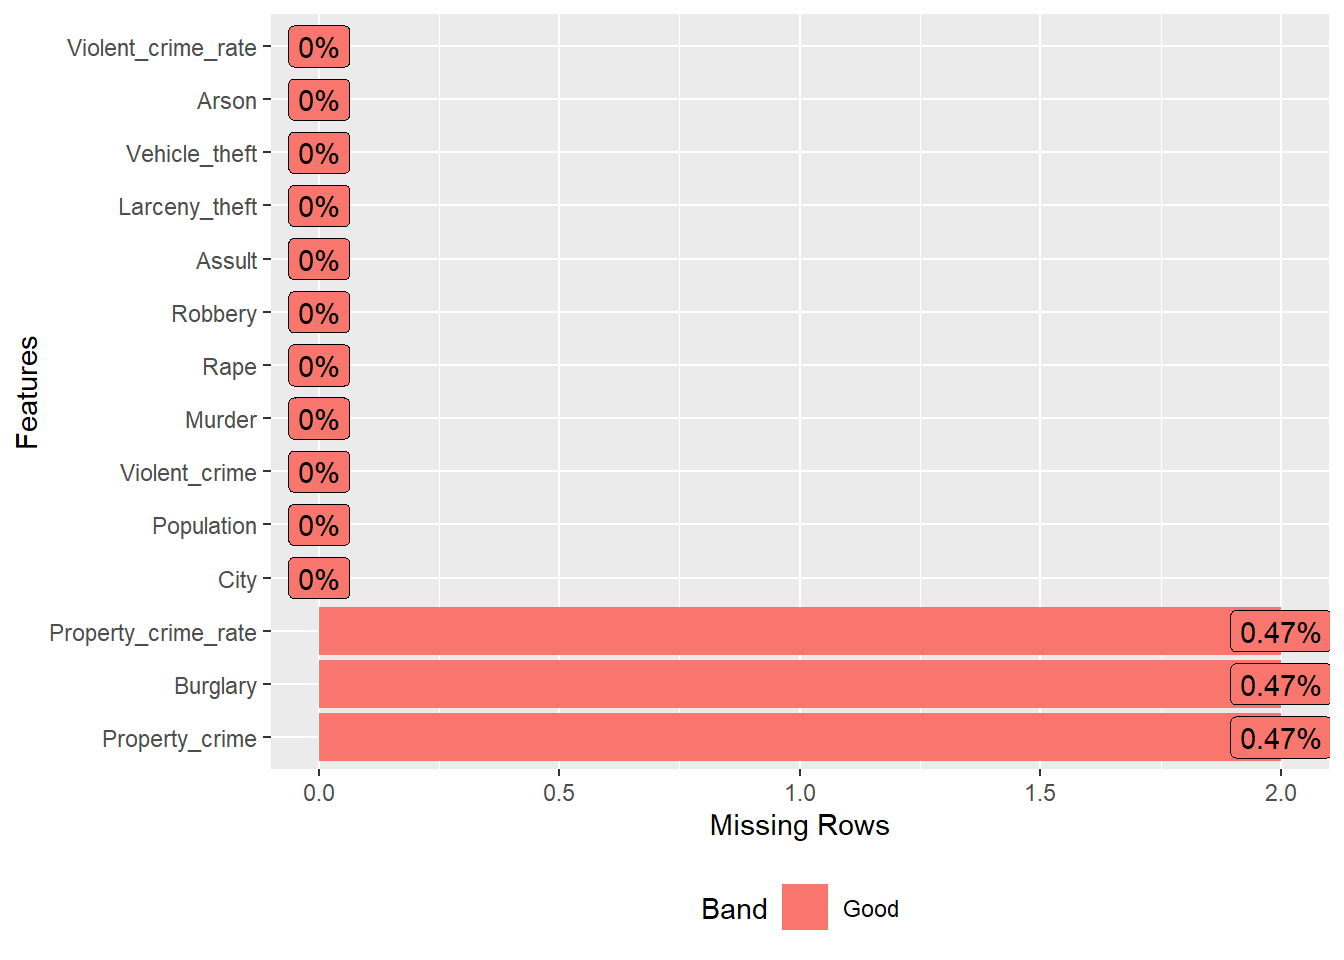 Violent_crime_rate 0%
Arson 0%
Vehicle_theft 0%
Larceny_theft 0%
Assult 0%
Robbery 0%
Rape 0%
Murder 0%
Violent_crime 0%
Population 0%
City 0%
Property_crime_rate 0.47%
Burglary 0.47%
Property_crime 0.47%
Features
0.0 0.5 1.0 1.5 2.0
Missing Rows
Band Good